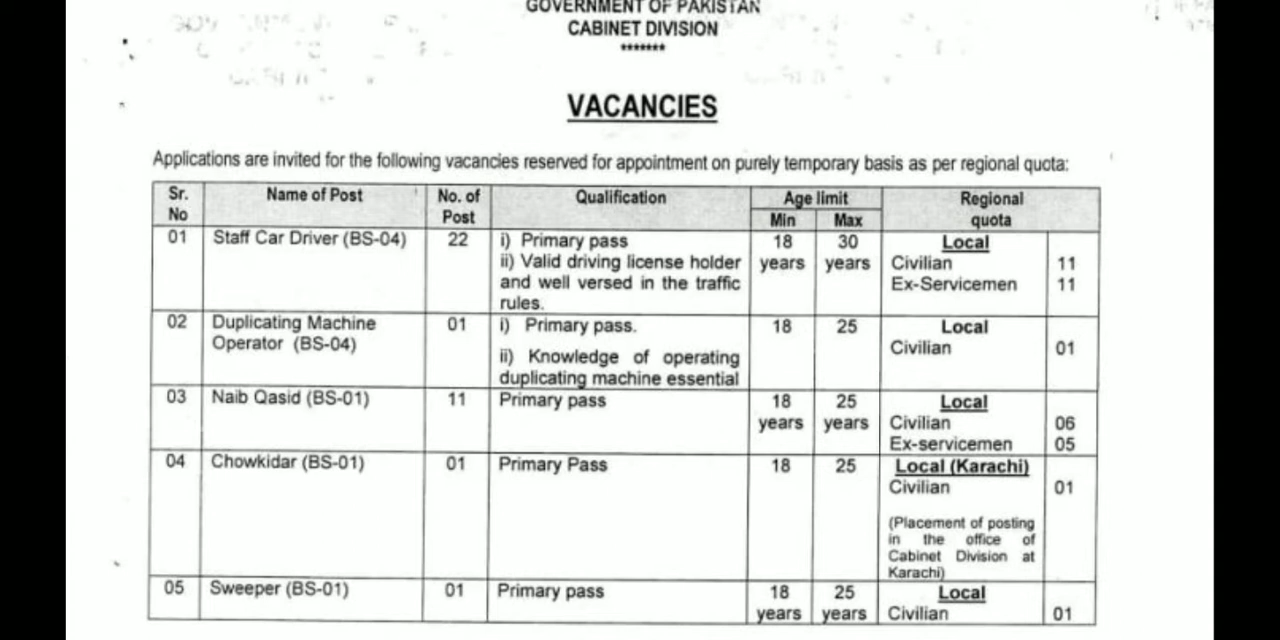 GOVERNMENT OF PAKISTAN
CABINET DIVISION
*******
VACANCIES
Applications are invited for the following vacancies reserved for appointment on purely temporary basis as per regional quota:
Sr. No | Name of Post | No. of Post | Qualification | Age limit Min | Max | Regional quota
01 | Staff Car Driver (BS-04) | 22 | i) Primary pass
ii) Valid driving license holder
and well versed in the traffic
rules. | 18 years | 30 years | Local
Civilian 11
Ex-Servicemen 11
02 | Duplicating Machine
Operator (BS-04) | 01 | i) Primary pass.
ii) Knowledge of operating
duplicating machine essential | 18 | 25 | Local
Civilian 01
03 | Naib Qasid (BS-01) | 11 | Primary pass | 18 years | 25 years | Local
Civilian 06
Ex-servicemen 05
04 | Chowkidar (BS-01) | 01 | Primary Pass | 18 | 25 | Local (Karachi)
Civilian 01
(Placement of posting
in the office of
Cabinet Division at
Karachi)
05 | Sweeper (BS-01) | 01 | Primary pass | 18 years | 25 years | Local
Civilian 01